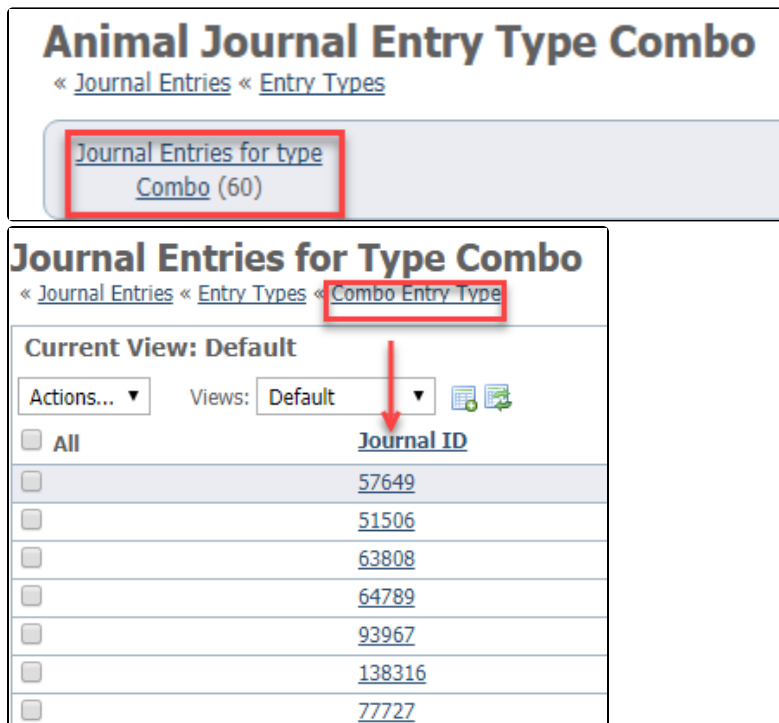 Animal Journal Entry Type Combo
« Journal Entries « Entry Types
Journal Entries for type
Combo (60)
Journal Entries for Type Combo
« Journal Entries « Entry Types « Combo Entry Type
Current View: Default
Actions... ▼ Views: Default ▼
All Journal ID
57649
51506
63808
64789
93967
138316
77727